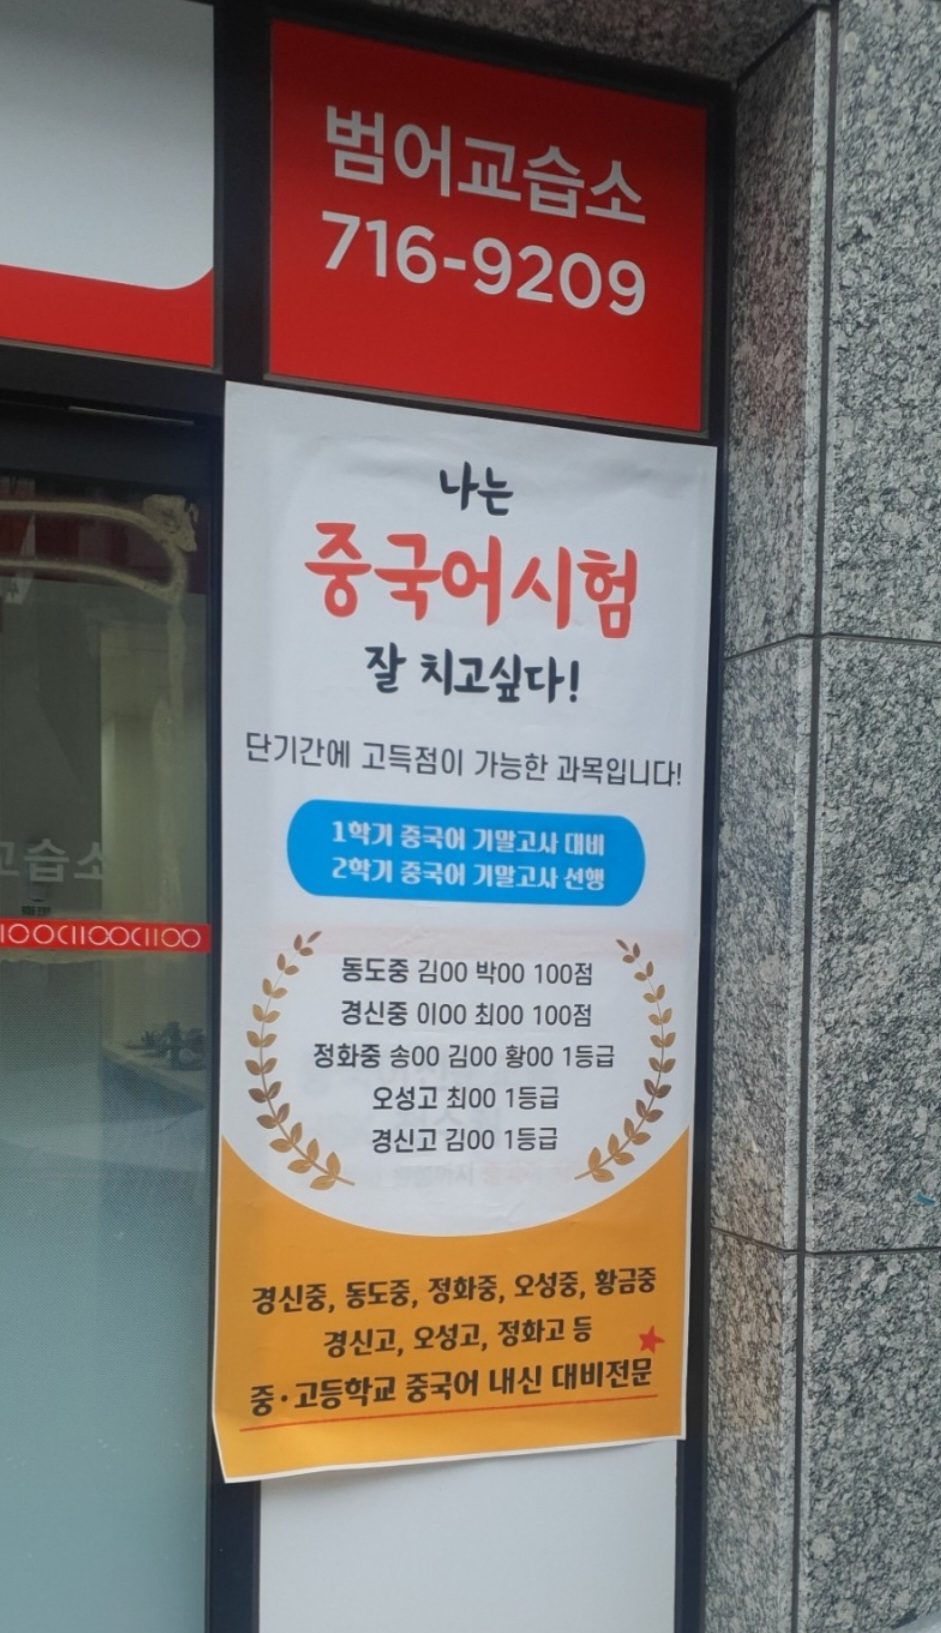 범어교습소
716-9209
나는
중국어시험
잘 치고싶다!
단기간에 고득점이 가능한 과목입니다!
1학기 중국어 기말고사 대비
2학기 중국어 기말고사 선행
동도중 김00 박00 100점
경신중 이00 최00 100점
정화중 송00 김00 황00 1등급
오성고 최00 1등급
경신고 김00 1등급
경신중, 동도중, 정화중, 오성중, 황금중
경신고, 오성고, 정화고 등
중·고등학교 중국어 내신 대비전문
교습소